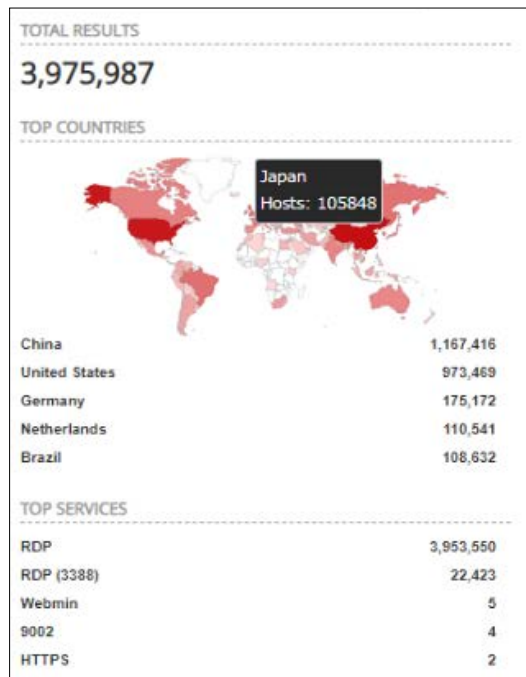 TOTAL RESULTS
3,975,987
TOP COUNTRIES
Japan
Hosts: 105848
China 1,167,416
United States 973,469
Germany 175,172
Netherlands 110,541
Brazil 108,632
TOP SERVICES
RDP 3,953,550
RDP (3388) 22,423
Webmin 5
9002 4
HTTPS 2